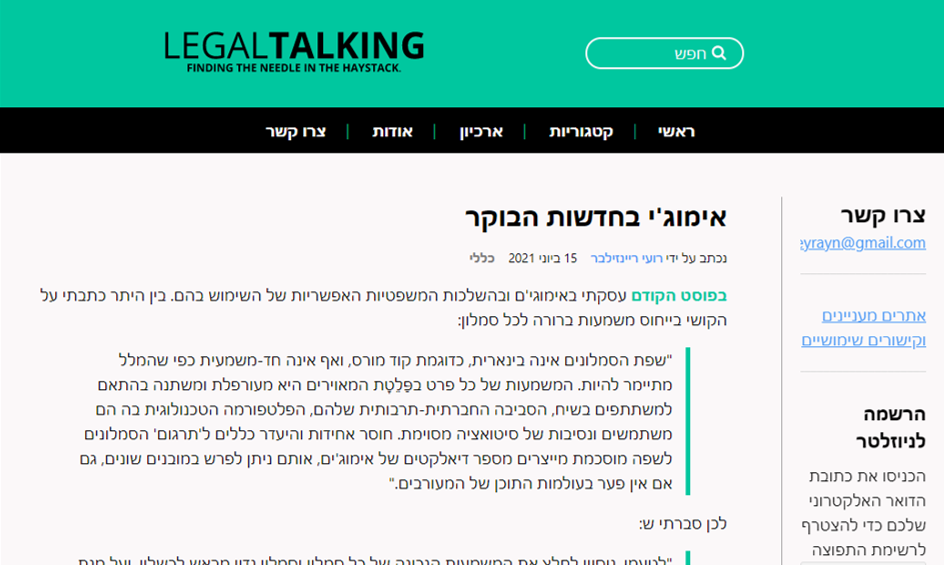 LEGALTALKING
FINDING THE NEEDLE IN THE HAYSTACK.
חפש
ראשי | קטגוריות | ארכיון | אודות | צרו קשר
צרו קשר
eyrayn@gmail.com
אתרים מעניינים
וקישורים שימושיים
הרשמה
לניוזלטר
הכניסו את כתובת
הדואר האלקטרוני
שלכם כדי להצטרף
לרשימת התפוצה
אימוג'י בחדשות הבוקר
נכתב על ידי רועי ריינזילבר 15 ביוני 2021 כללי
בפוסט הקודם עסקתי באימוג'ים ובהשלכות המשפטיות האפשריות של השימוש בהם. בין היתר כתבתי על
הקושי בייחוס משמעות ברורה לכל סמלון:
"שפת הסמלונים אינה בינארית, כדוגמת קוד מורס, ואף אינה חד-משמעית כפי שהמלל
מתיימר להיות. המשמעות של כל פרט בפָּלֵטָת המאוירים היא מעורפלת ומשתנה בהתאם
למשתתפים בשיח, הסביבה החברתית-תרבותית שלהם, הפלטפורמה הטכנולוגית בה הם
משתמשים ונסיבות של סיטואציה מסוימת. חוסר אחידות והיעדר כללים ל'תרגום' הסמלונים
לשפה מוסכמת מייצרים מספר דיאלקטים של אימוג'ים, אותם ניתן לפרש במובנים שונים, גם
אם אין פער בעולמות התוכן של המעורבים."
לכן סברתי ש: